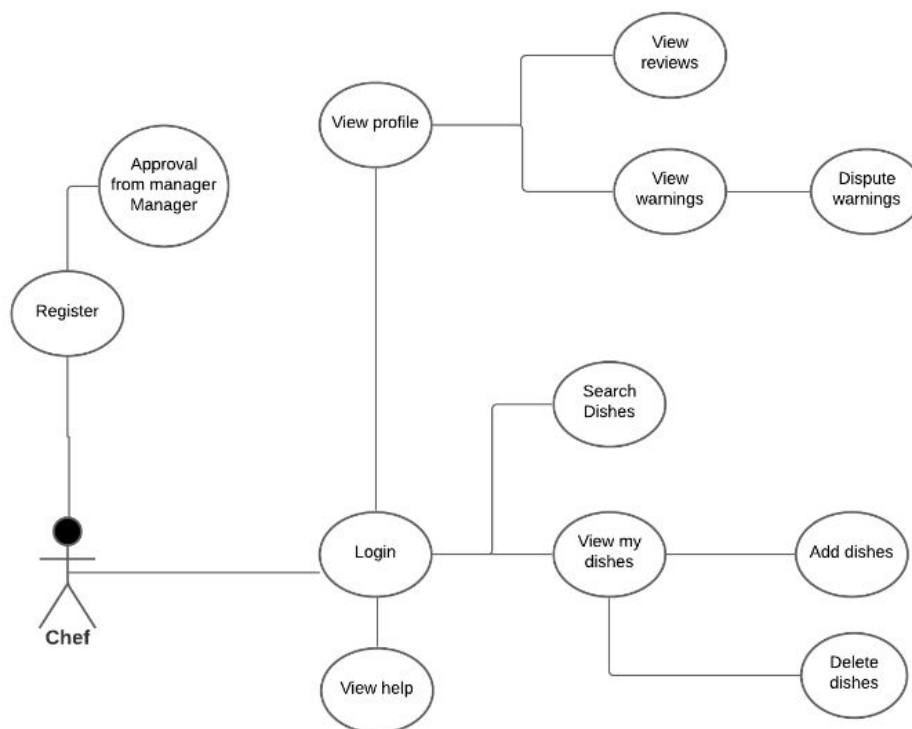 View
reviews
View profile
Approval
from manager
Manager
View
warnings
Dispute
warnings
Register
Search
Dishes
Login
View my
dishes
Add dishes
Chef
View help
Delete
dishes